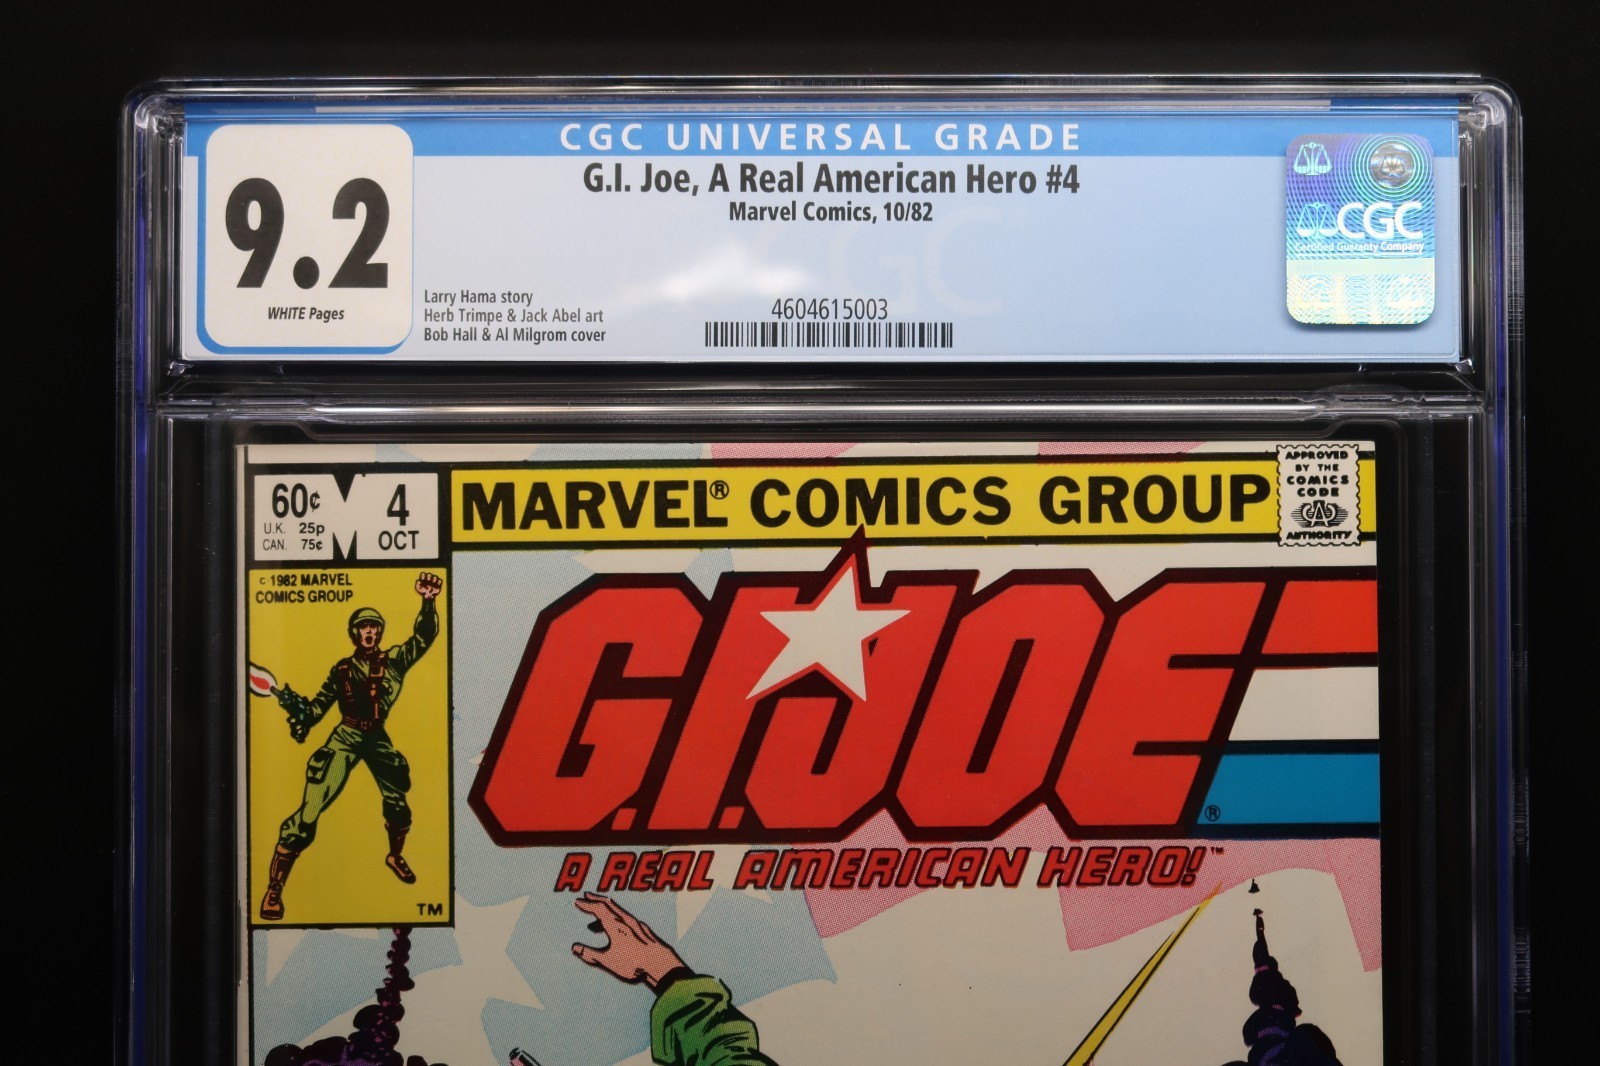 CGC UNIVERSAL GRADE
G.I. Joe, A Real American Hero #4
Marvel Comics, 10/82
9.2
WHITE Pages
Larry Hama story
Herb Trimpe & Jack Abel art
Bob Hall & Al Milgrom cover
4604615003
CGC
CGC
Certified Guaranty Company
60¢ M 4
U.K. 25p
CAN. 75¢ OCT
MARVEL® COMICS GROUP
APPROVED
BY THE
COMICS
CODE
CA
AUTHORITY
© 1982 MARVEL
COMICS GROUP
TM
G.I. JOE
®
A REAL AMERICAN HERO!™